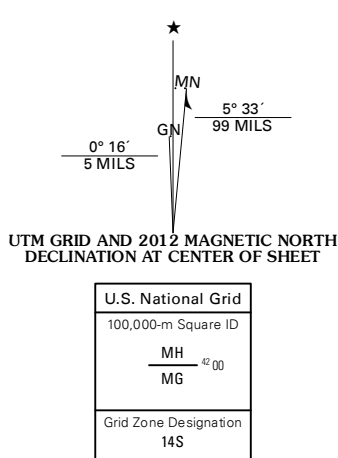 ★
MN
GN
5° 33´
99 MILS
0° 16´
5 MILS
UTM GRID AND 2012 MAGNETIC NORTH
DECLINATION AT CENTER OF SHEET
U.S. National Grid
100,000-m Square ID
MH
42 00
MG
Grid Zone Designation
14S